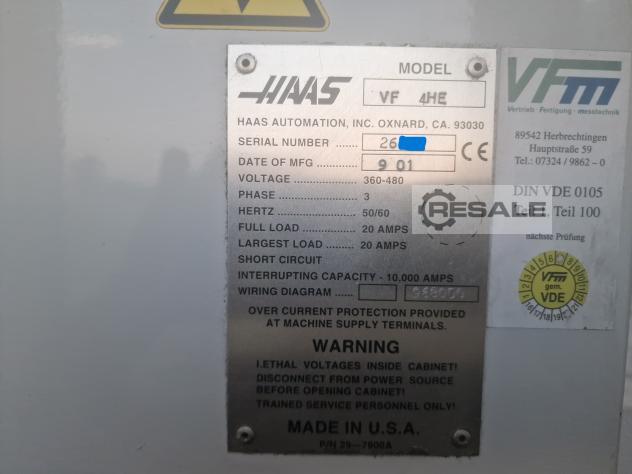 HAAS
MODEL
VF 4HE
HAAS AUTOMATION, INC. OXNARD, CA. 93030
SERIAL NUMBER ...... 26
DATE OF MFG ........... 9 01
CE
VOLTAGE .................. 360-480
PHASE ...................... 3
HERTZ ...................... 50/60
FULL LOAD .............. 20 AMPS
LARGEST LOAD ......... 20 AMPS
SHORT CIRCUIT
INTERRUPTING CAPACITY - 10,000 AMPS
WIRING DIAGRAM .....
OVER CURRENT PROTECTION PROVIDED
AT MACHINE SUPPLY TERMINALS.
WARNING
LETHAL VOLTAGES INSIDE CABINET!
DISCONNECT FROM POWER SOURCE
BEFORE OPENING CABINET!
TRAINED SERVICE PERSONNEL ONLY!
MADE IN U.S.A.
P/N 29-7900A
VFm
Vertrieb · Fertigung · messtechnik
89542 Herbrechtingen
Hauptstraße 59
Tel.: 07324 / 9862 – 0
DIN VDE 0105
Teil 1, Teil 100
nächste Prüfung
VFm
gem.
VDE
RESALE